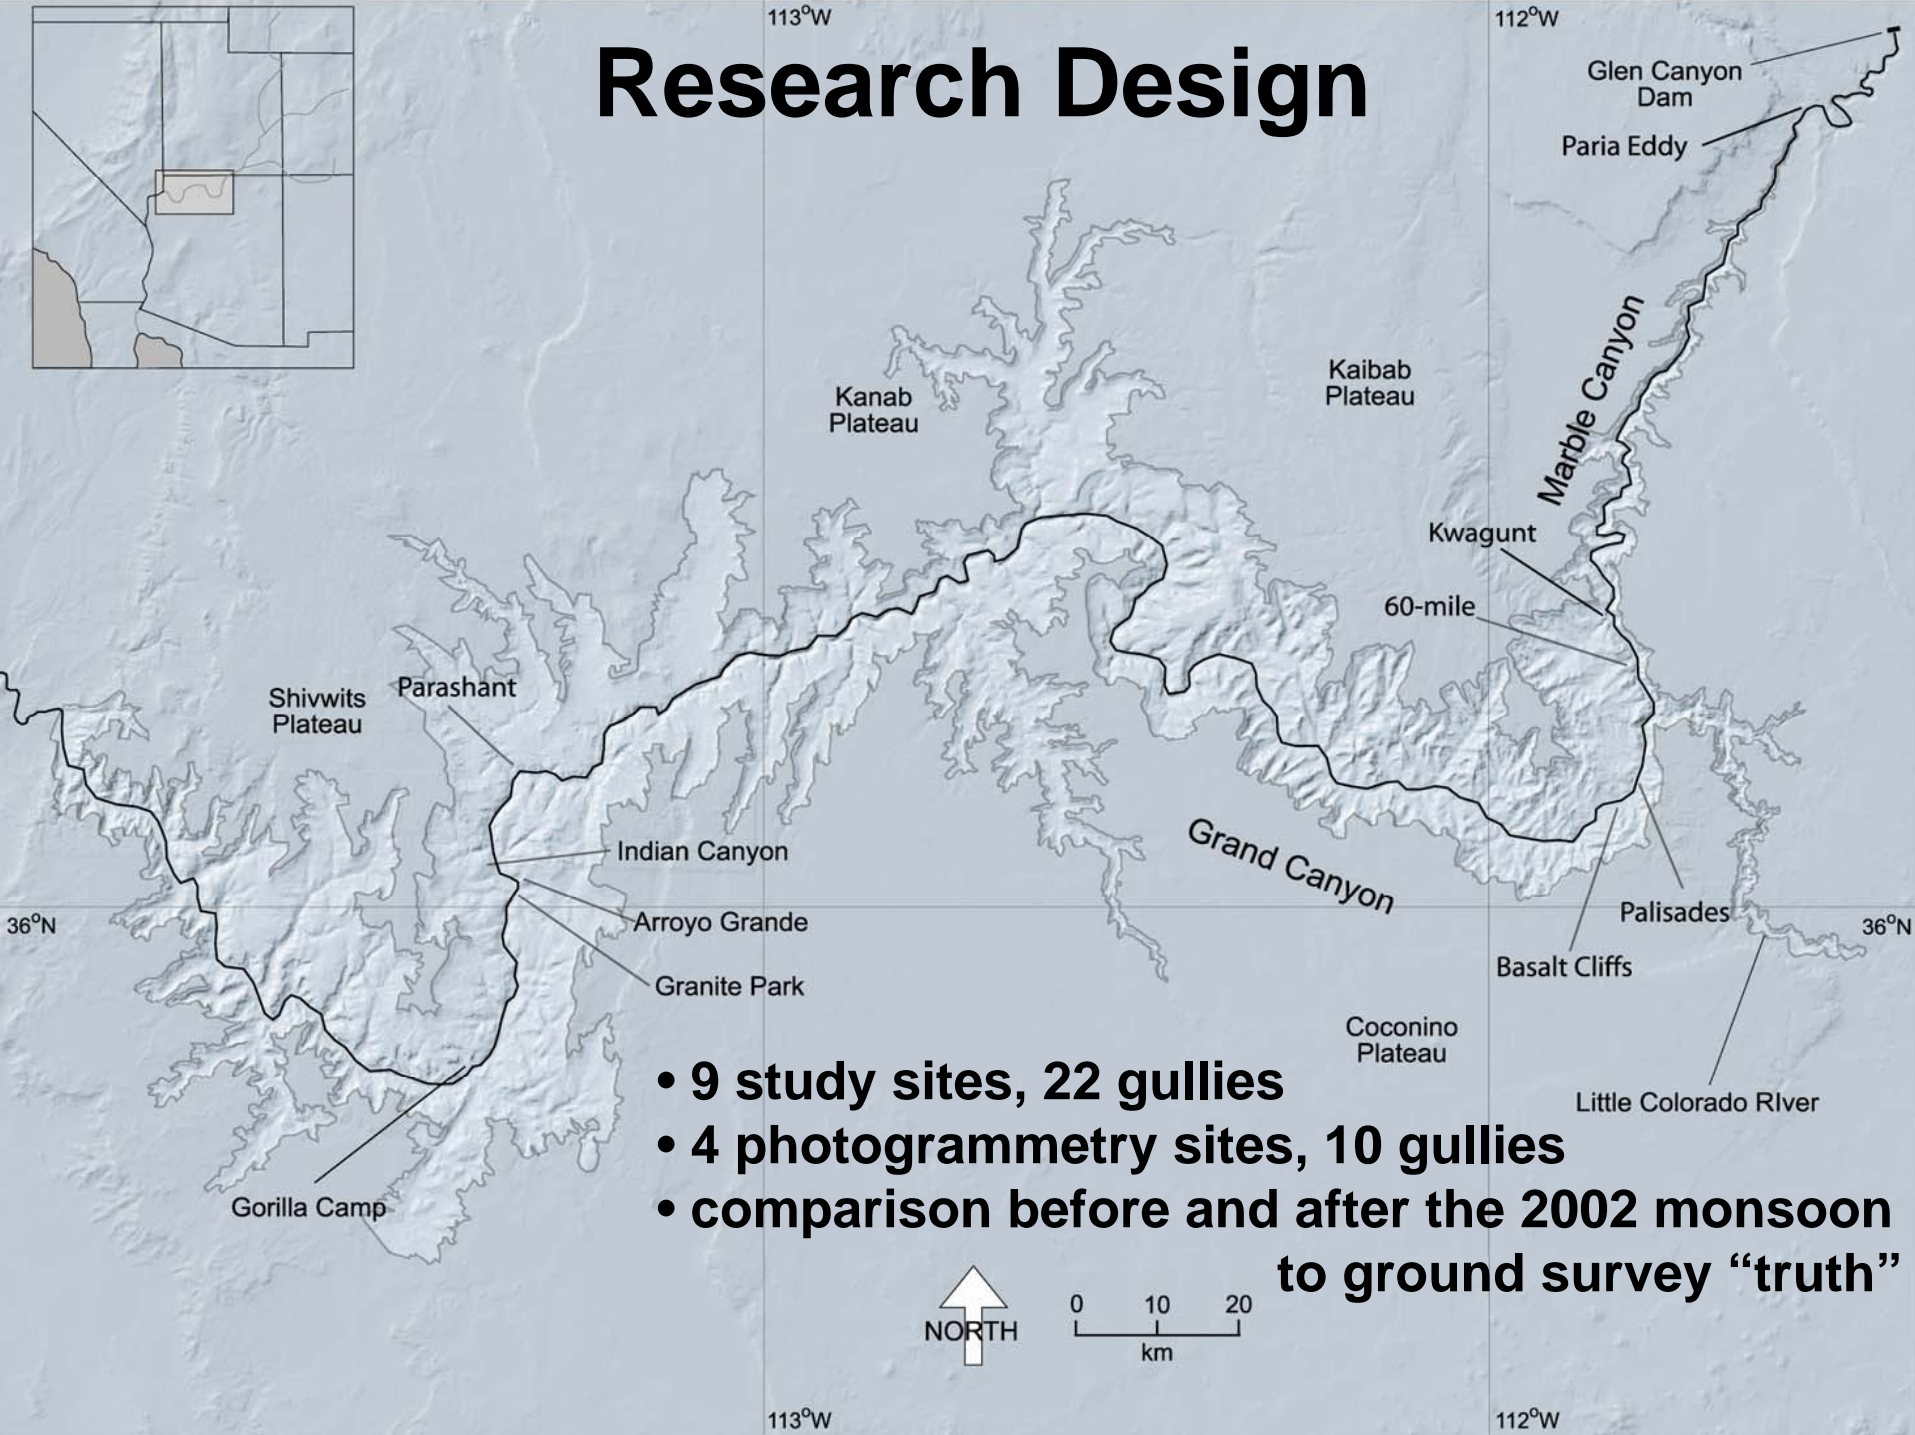 113°W
112°W
Research Design
Glen Canyon
Dam
Paria Eddy
Marble Canyon
Kaibab
Plateau
Kanab
Plateau
Kwagunt
60-mile
Shivwits
Plateau
Parashant
Indian Canyon
Grand Canyon
Arroyo Grande
Palisades
36°N
36°N
Basalt Cliffs
Granite Park
Coconino
Plateau
Little Colorado RIver
• 9 study sites, 22 gullies
• 4 photogrammetry sites, 10 gullies
Gorilla Camp
• comparison before and after the 2002 monsoon
to ground survey “truth”
0 10 20
NORTH
km
113°W
112°W